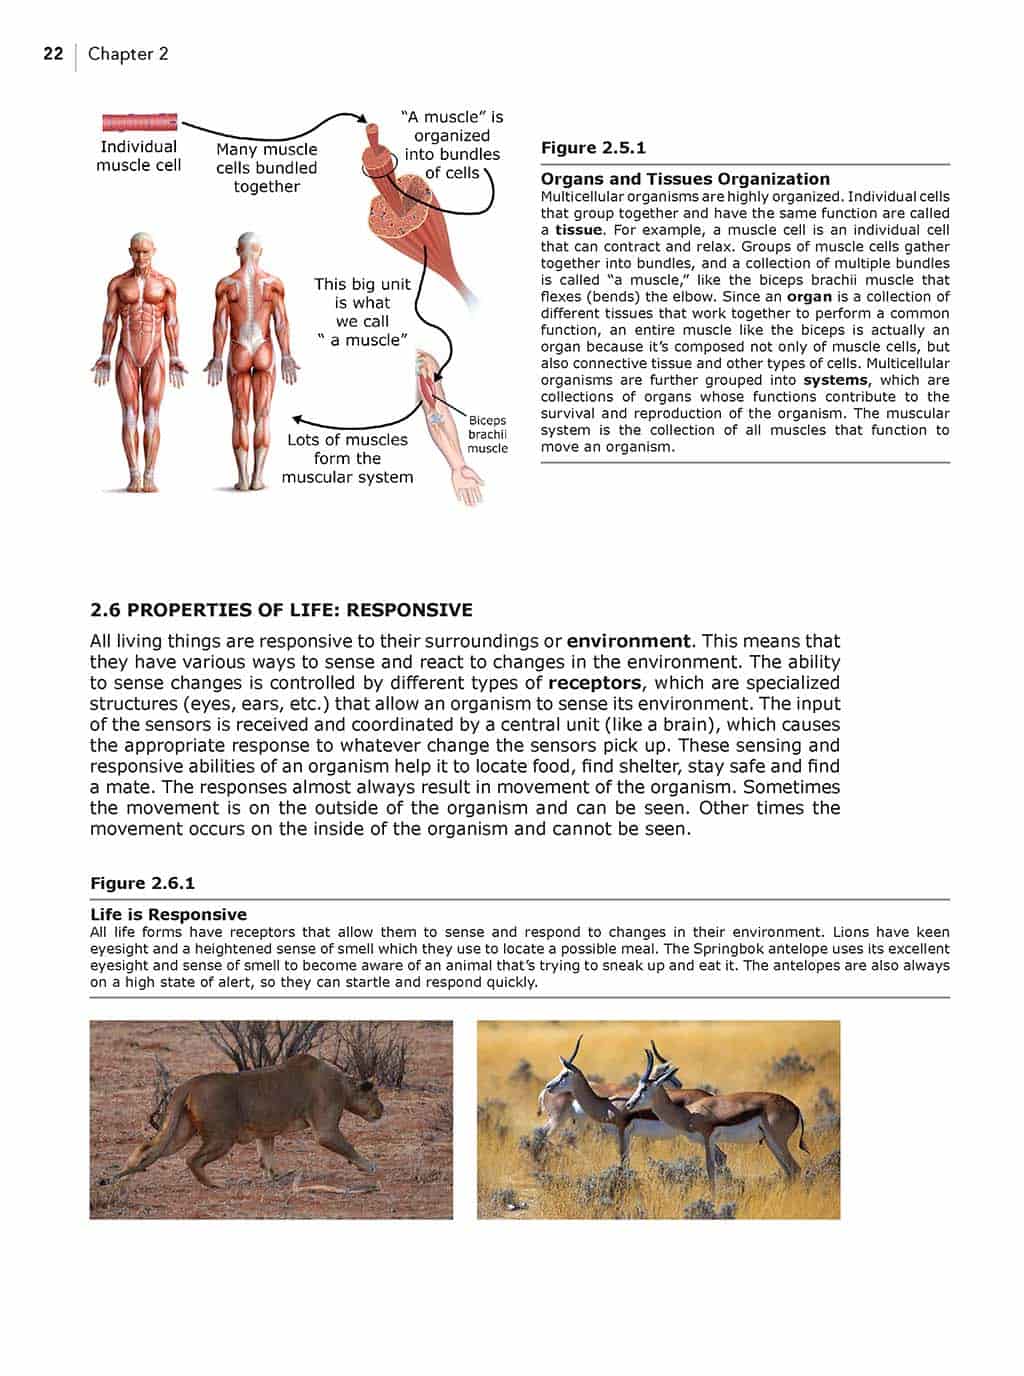 22 | Chapter 2
Individual
muscle cell
Many muscle
cells bundled
together
“A muscle” is
organized
into bundles
of cells
This big unit
is what
we call
“ a muscle”
Biceps
brachii
muscle
Lots of muscles
form the
muscular system
Figure 2.5.1
Organs and Tissues Organization
Multicellular organisms are highly organized. Individual cells
that group together and have the same function are called
a tissue. For example, a muscle cell is an individual cell
that can contract and relax. Groups of muscle cells gather
together into bundles, and a collection of multiple bundles
is called “a muscle,” like the biceps brachii muscle that
flexes (bends) the elbow. Since an organ is a collection of
different tissues that work together to perform a common
function, an entire muscle like the biceps is actually an
organ because it’s composed not only of muscle cells, but
also connective tissue and other types of cells. Multicellular
organisms are further grouped into systems, which are
collections of organs whose functions contribute to the
survival and reproduction of the organism. The muscular
system is the collection of all muscles that function to
move an organism.
2.6 PROPERTIES OF LIFE: RESPONSIVE
All living things are responsive to their surroundings or environment. This means that
they have various ways to sense and react to changes in the environment. The ability
to sense changes is controlled by different types of receptors, which are specialized
structures (eyes, ears, etc.) that allow an organism to sense its environment. The input
of the sensors is received and coordinated by a central unit (like a brain), which causes
the appropriate response to whatever change the sensors pick up. These sensing and
responsive abilities of an organism help it to locate food, find shelter, stay safe and find
a mate. The responses almost always result in movement of the organism. Sometimes
the movement is on the outside of the organism and can be seen. Other times the
movement occurs on the inside of the organism and cannot be seen.
Figure 2.6.1
Life is Responsive
All life forms have receptors that allow them to sense and respond to changes in their environment. Lions have keen
eyesight and a heightened sense of smell which they use to locate a possible meal. The Springbok antelope uses its excellent
eyesight and sense of smell to become aware of an animal that’s trying to sneak up and eat it. The antelopes are also always
on a high state of alert, so they can startle and respond quickly.